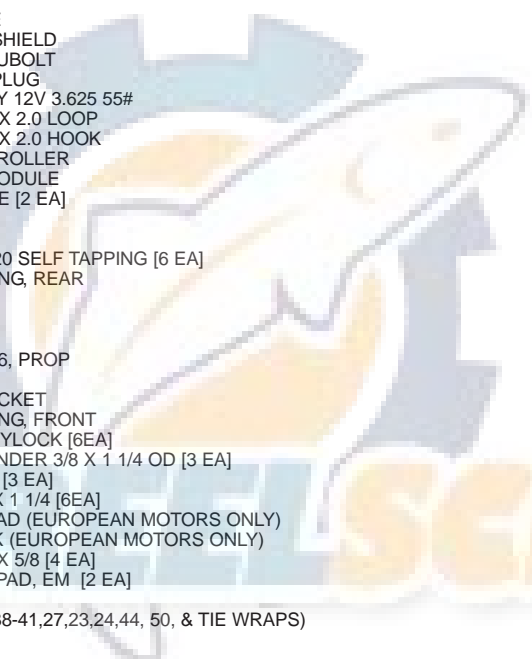 SHIELD
UBOLT
PLUG
Y 12V 3.625 55#
X 2.0 LOOP
X 2.0 HOOK
ROLLER
ODULE
E [2 EA]
20 SELF TAPPING [6 EA]
NG, REAR
6, PROP
CKET
NG, FRONT
YLOCK [6EA]
NDER 3/8 X 1 1/4 OD [3 EA]
[3 EA]
X 1 1/4 [6EA]
AD (EUROPEAN MOTORS ONLY)
K (EUROPEAN MOTORS ONLY)
X 5/8 [4 EA]
PAD, EM [2 EA]
38-41,27,23,24,44, 50, & TIE WRAPS)